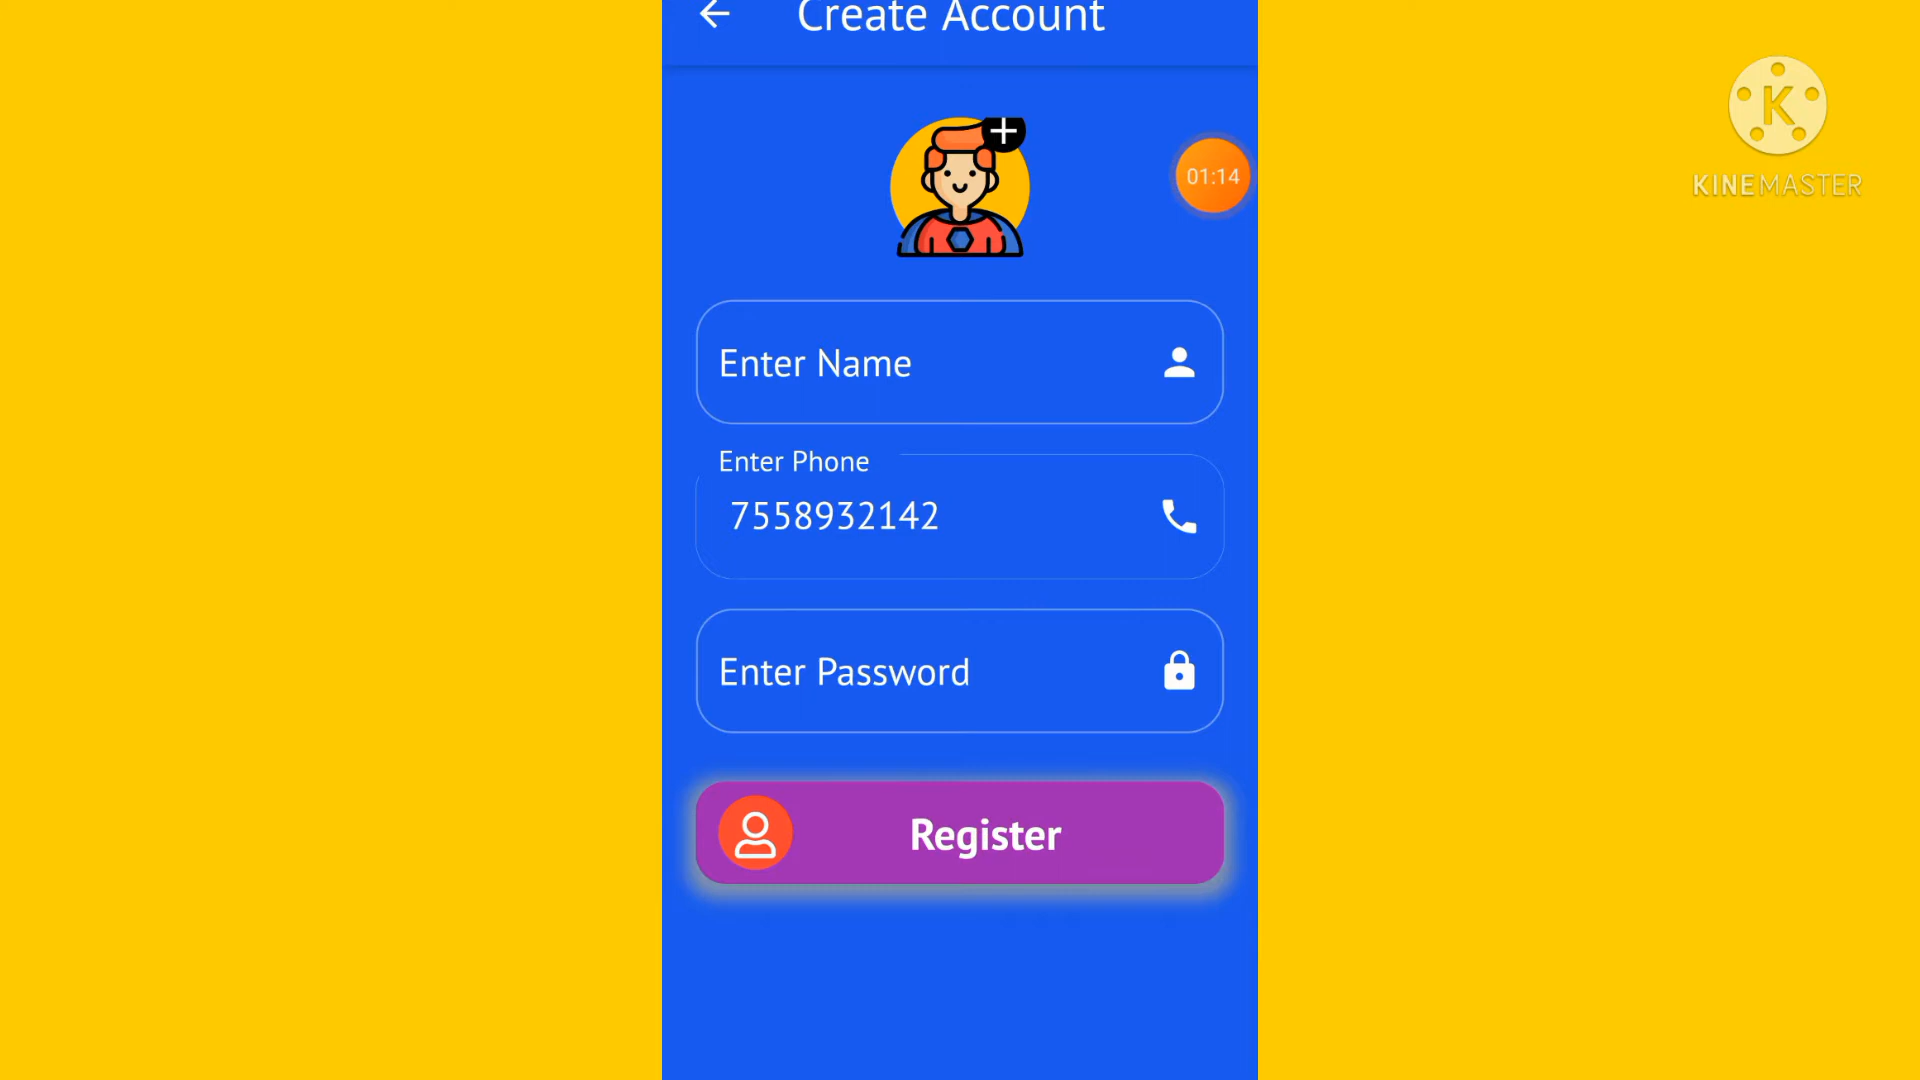 Create Account
01:14
K
KINEMASTER
Enter Name
Enter Phone
7558932142
Enter Password
Register